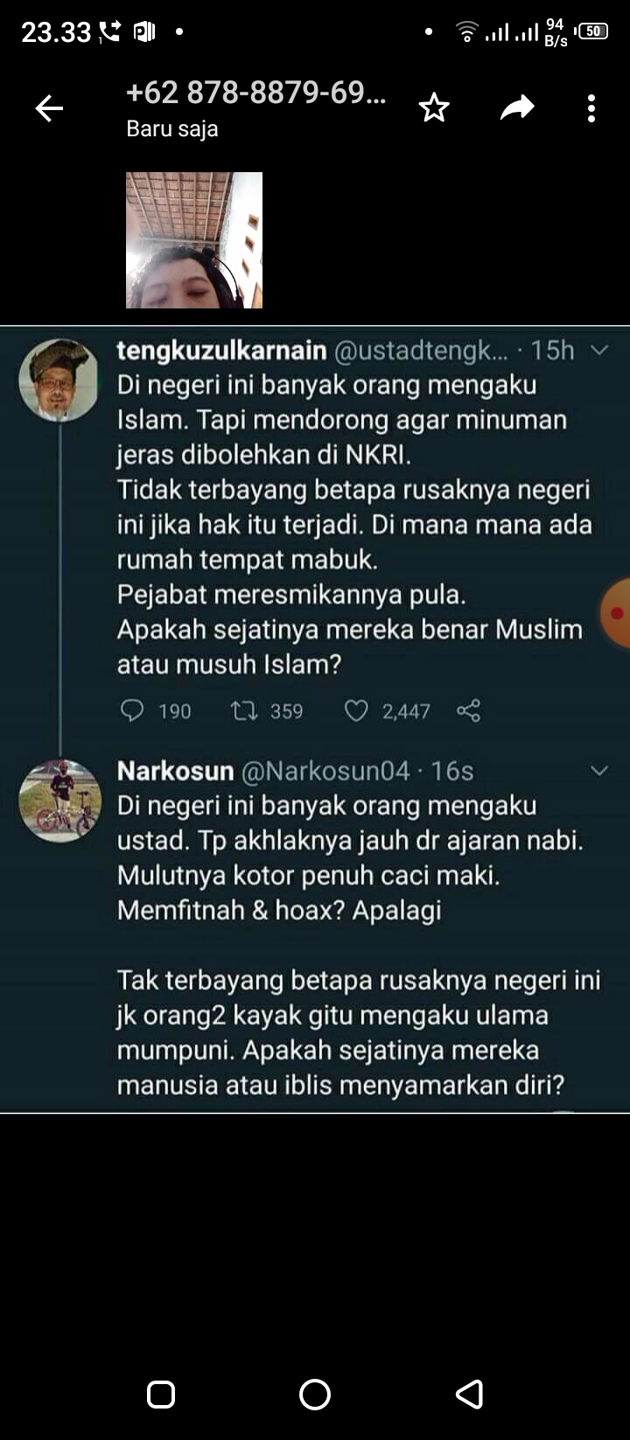 23.33
94
B/s
50
+62 878-8879-69...
Baru saja
tengkuzulkarnain @ustadtengk... · 15h
Di negeri ini banyak orang mengaku
Islam. Tapi mendorong agar minuman
jeras dibolehkan di NKRI.
Tidak terbayang betapa rusaknya negeri
ini jika hak itu terjadi. Di mana mana ada
rumah tempat mabuk.
Pejabat meresmikannya pula.
Apakah sejatinya mereka benar Muslim
atau musuh Islam?
190 359 2,447
Narkosun @Narkosun04 · 16s
Di negeri ini banyak orang mengaku
ustad. Tp akhlaknya jauh dr ajaran nabi.
Mulutnya kotor penuh caci maki.
Memfitnah & hoax? Apalagi
Tak terbayang betapa rusaknya negeri ini
jk orang2 kayak gitu mengaku ulama
mumpuni. Apakah sejatinya mereka
manusia atau iblis menyamarkan diri?